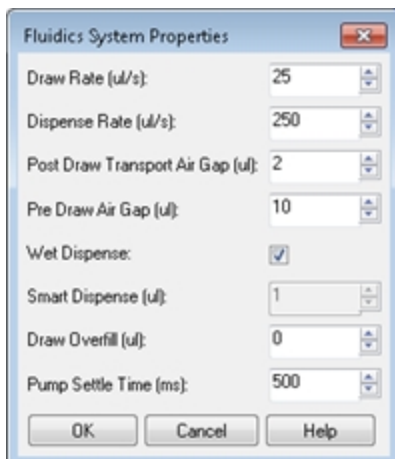 Fluidics System Properties
Draw Rate (ul/s): 25
Dispense Rate (ul/s): 250
Post Draw Transport Air Gap (ul): 2
Pre Draw Air Gap (ul): 10
Wet Dispense:
Smart Dispense (ul): 1
Draw Overfill (ul): 0
Pump Settle Time (ms): 500
OK Cancel Help